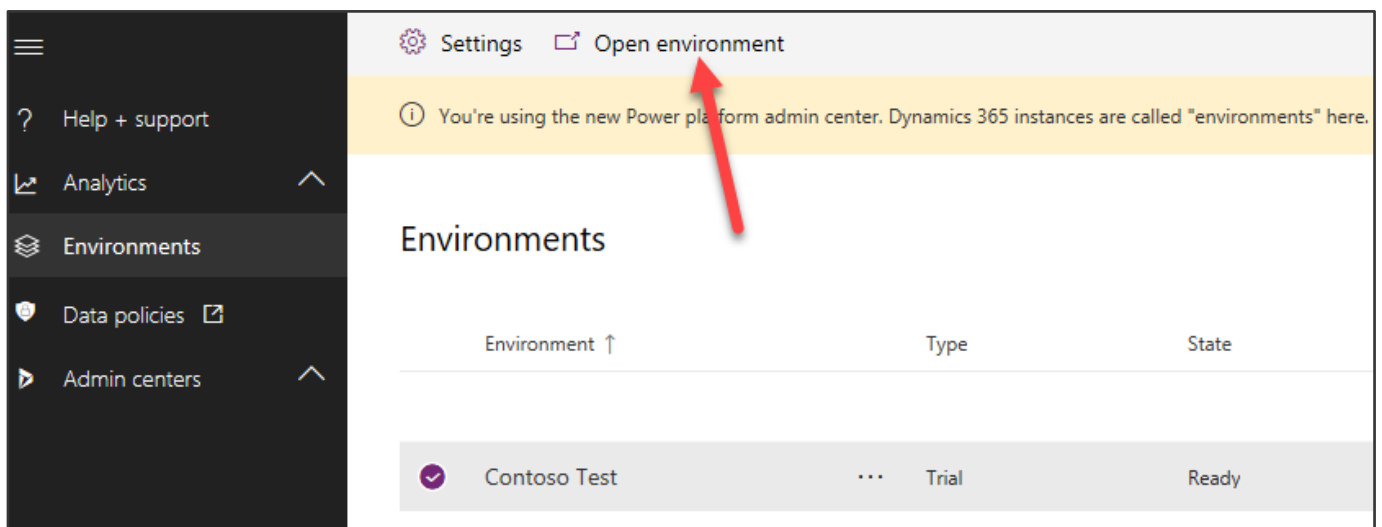 Settings
Open environment
? Help + support
You're using the new Power platform admin center. Dynamics 365 instances are called "environments" here.
Analytics
Environments
Data policies
Admin centers
Environments
Environment ↑ Type State
Contoso Test ... Trial Ready